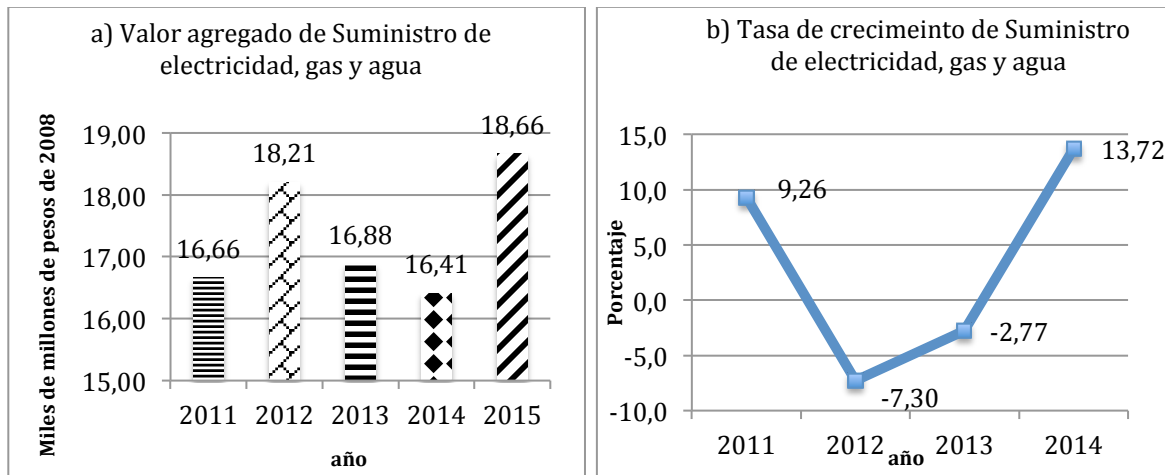 a) Valor agregado de Suministro de
electricidad, gas y agua
Miles de millones de pesos de 2008
19,00
18,00
17,00
16,00
15,00
16,66
18,21
16,88
16,41
18,66
2011 2012 2013 2014 2015
año
b) Tasa de crecimeinto de Suministro
de electricidad, gas y agua
Porcentaje
15,0
10,0
5,0
0,0
-5,0
-10,0
9,26
-7,30
-2,77
13,72
2011 2012 2013 2014
año